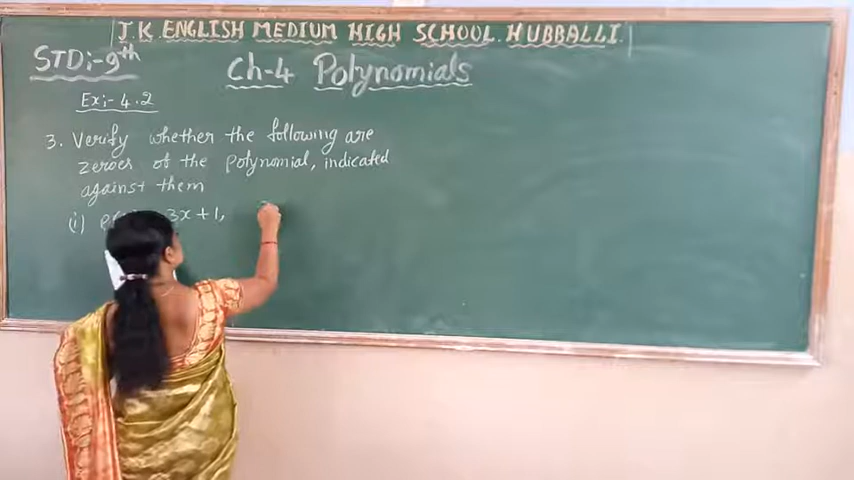 J.K ENGLISH MEDIUM HIGH SCHOOL HUBBALLI
STD:- 9th
Ch-4 Polynomials
Ex:- 4.2
3. Verify whether the following are
zeroes of the polynomial, indicated
against them
(i) 3x+1,